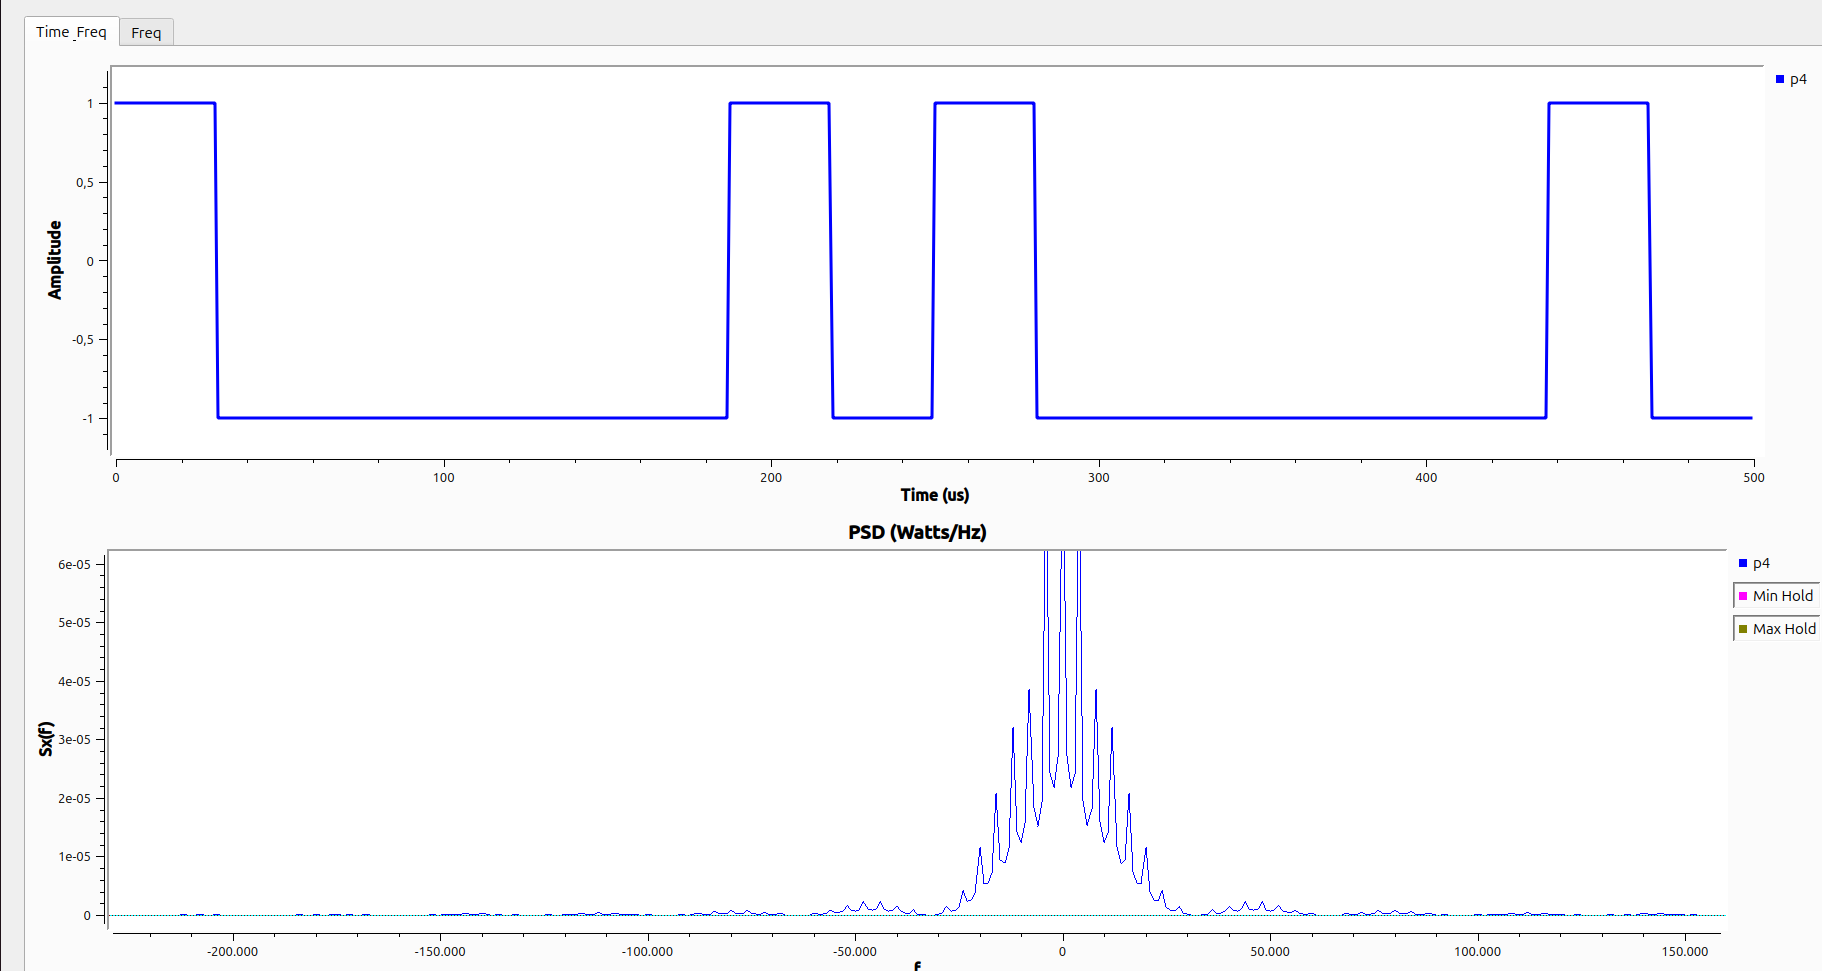 Time_Freq Freq
p4
1
0,5
0
-0,5
-1
Amplitude
0 100 200 300 400 500
Time (us)
PSD (Watts/Hz)
p4
Min Hold
Max Hold
6e-05
5e-05
4e-05
3e-05
2e-05
1e-05
0
Sx(f)
-200.000 -150.000 -100.000 -50.000 0 50.000 100.000 150.000
f